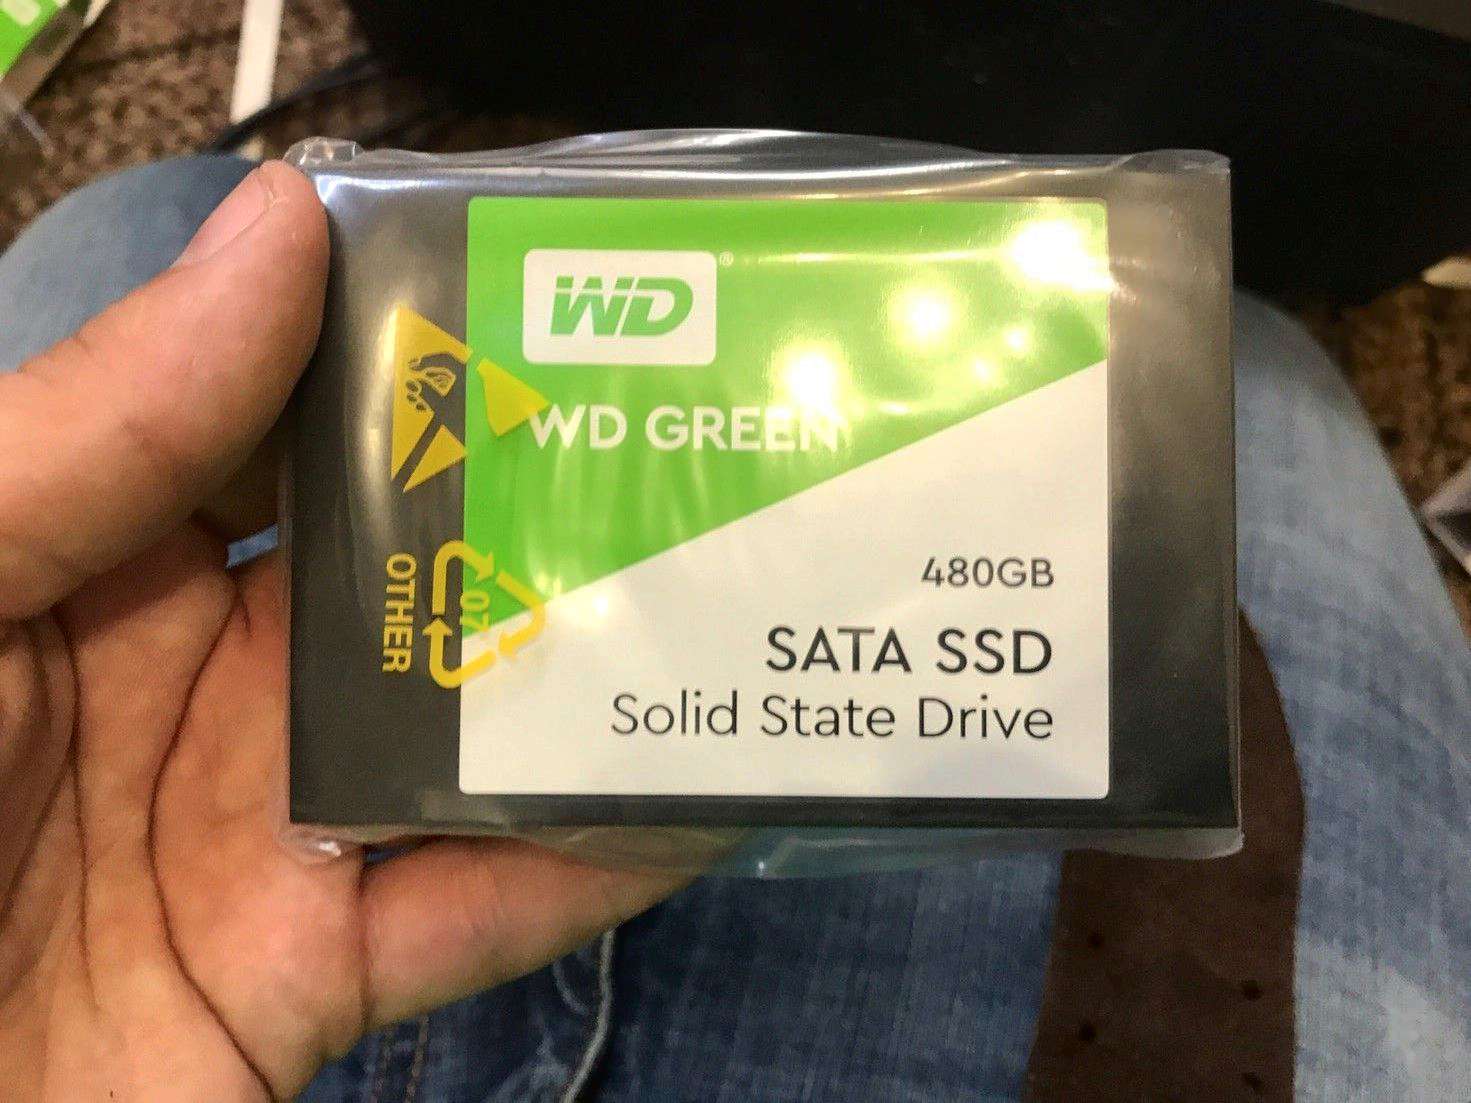 WD®
WD GREEN
480GB
SATA SSD
Solid State Drive
07
OTHER